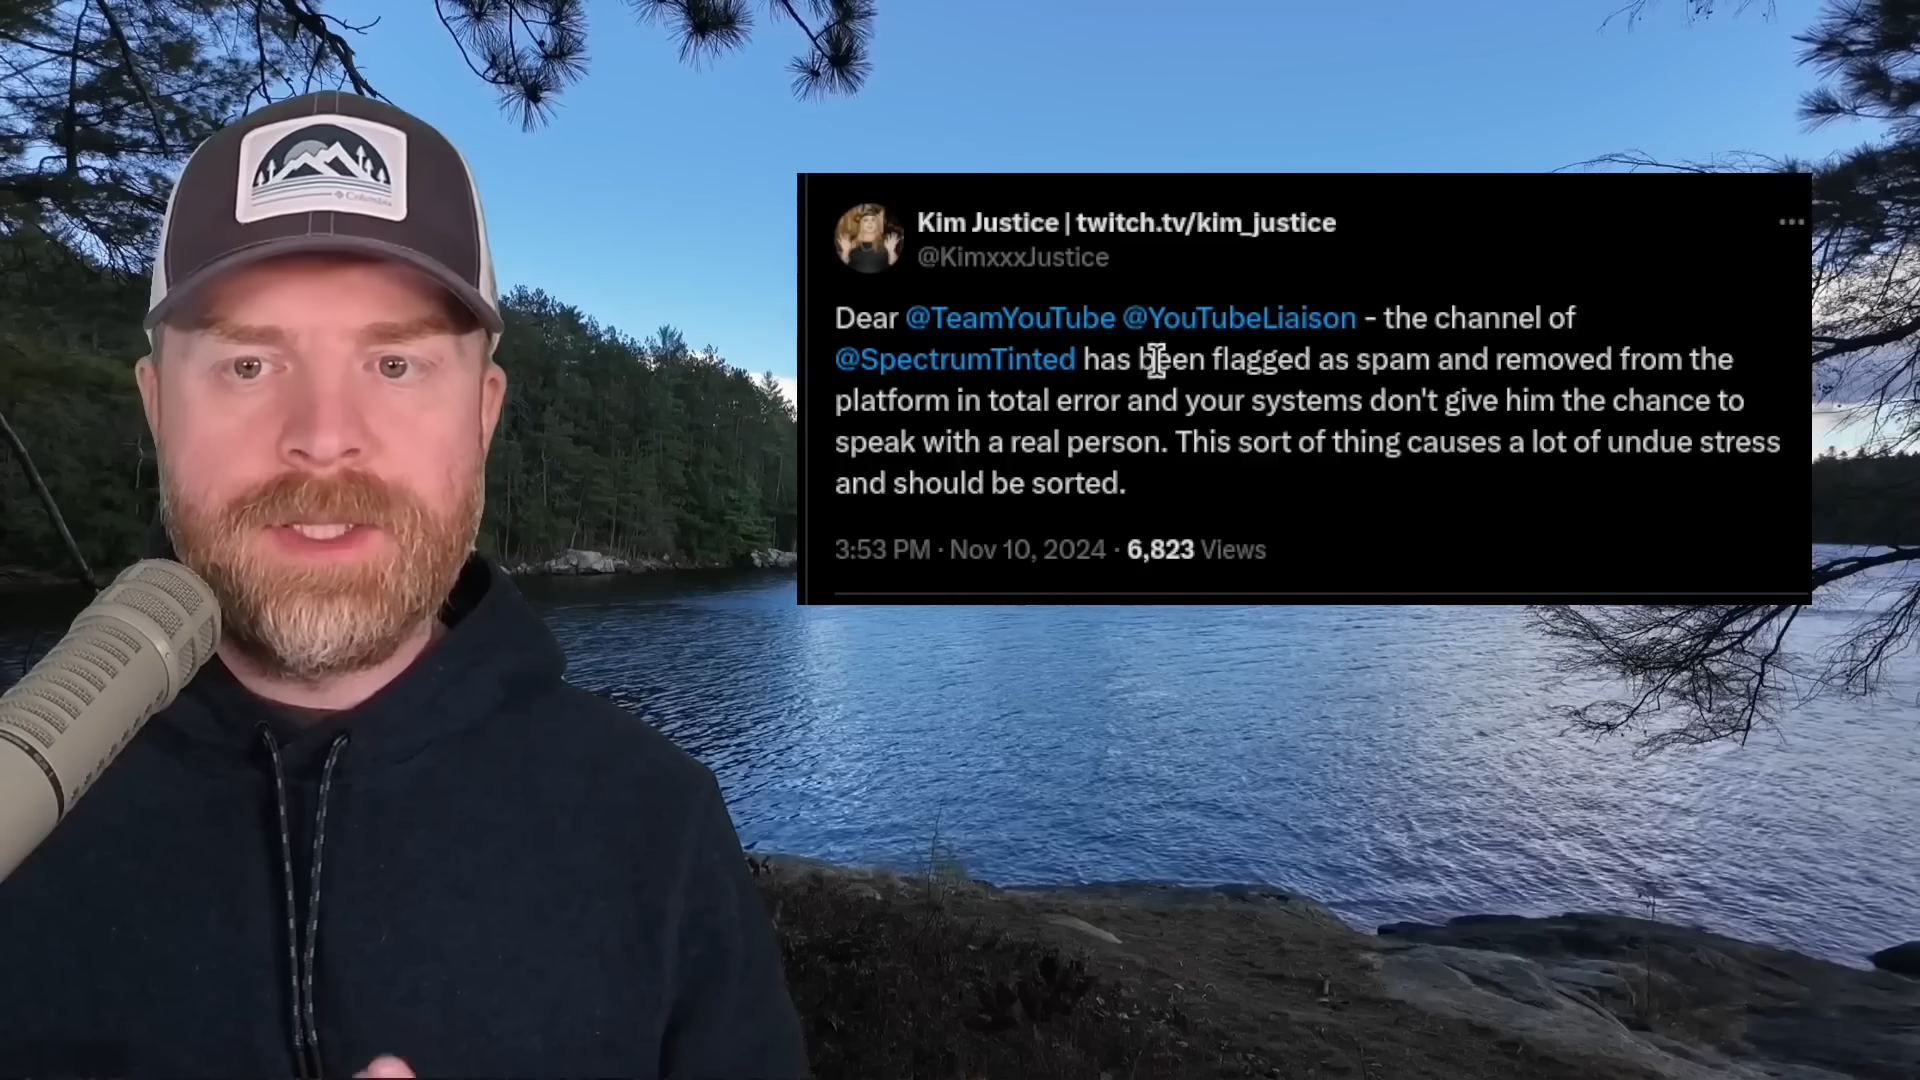 Columbia
Kim Justice | twitch.tv/kim_justice
@KimxxxJustice
Dear @TeamYouTube @YouTubeLiaison - the channel of
@SpectrumTinted has been flagged as spam and removed from the
platform in total error and your systems don't give him the chance to
speak with a real person. This sort of thing causes a lot of undue stress
and should be sorted.
3:53 PM · Nov 10, 2024 · 6,823 Views